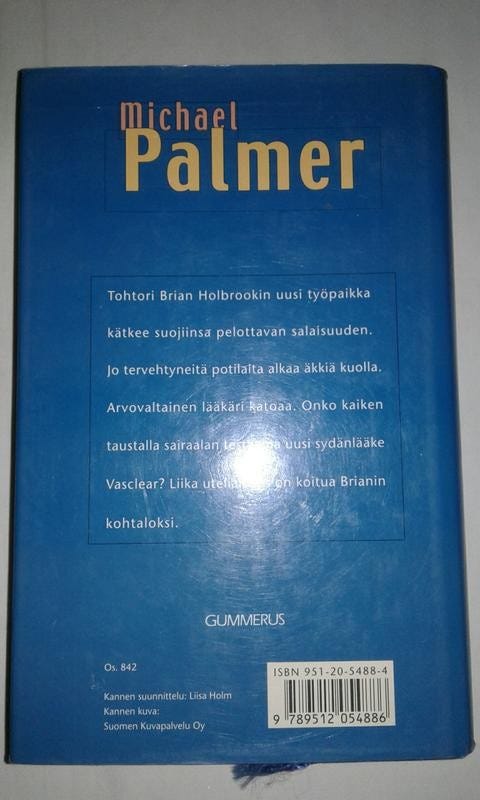 Michael
Palmer
Tohtori Brian Holbrookin uusi työpaikka
kätkee suojiinsa pelottavan salaisuuden.
Jo tervehtyneitä potilaita alkaa äkkiä kuolla.
Arvovaltainen lääkäri katoaa. Onko kaiken
taustalla sairaalan uusi sydänlääke
Vasclear? Liika on koitua Brianin
kohtaloksi.
GUMMERUS
Os. 842
Kannen suunnittelu: Liisa Holm
Kannen kuva:
Suomen Kuvapalvelu Oy
ISBN 951-20-5488-4
9 789512 054886